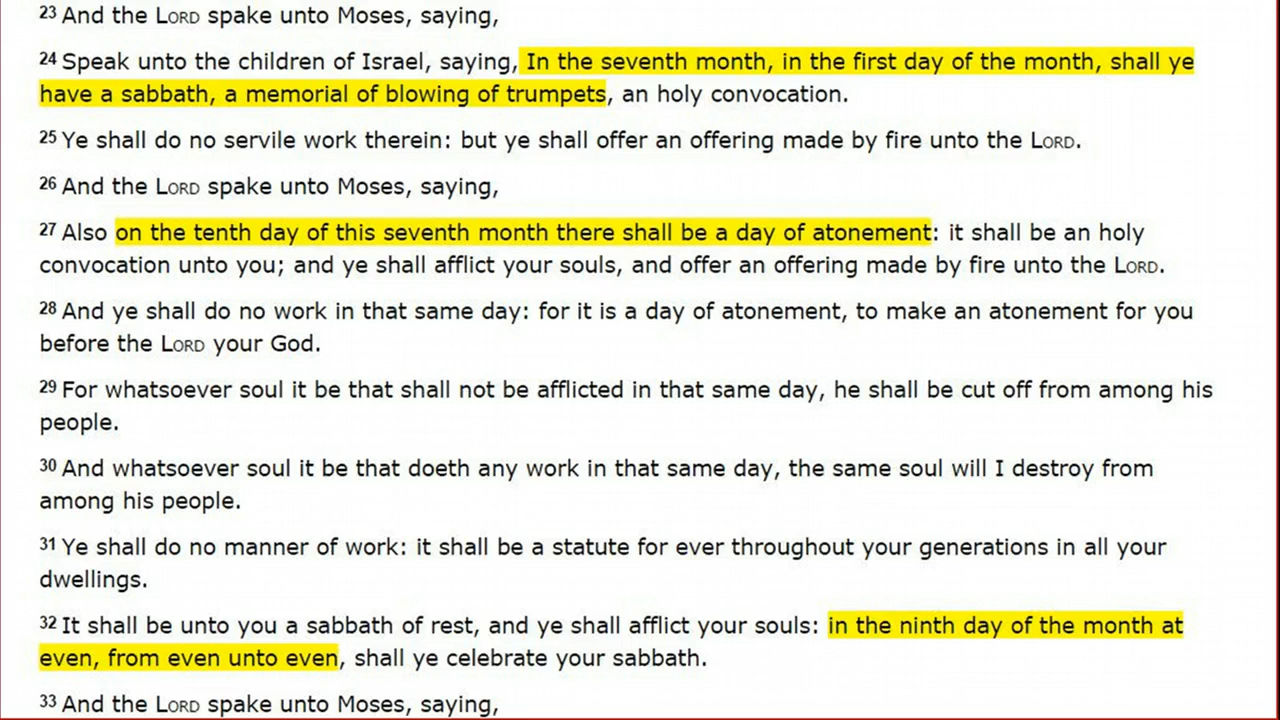 23 And the LORD spake unto Moses, saying,
24 Speak unto the children of Israel, saying, In the seventh month, in the first day of the month, shall ye
have a sabbath, a memorial of blowing of trumpets, an holy convocation.
25 Ye shall do no servile work therein: but ye shall offer an offering made by fire unto the LORD.
26 And the LORD spake unto Moses, saying,
27 Also on the tenth day of this seventh month there shall be a day of atonement: it shall be an holy
convocation unto you; and ye shall afflict your souls, and offer an offering made by fire unto the LORD.
28 And ye shall do no work in that same day: for it is a day of atonement, to make an atonement for you
before the LORD your God.
29 For whatsoever soul it be that shall not be afflicted in that same day, he shall be cut off from among his
people.
30 And whatsoever soul it be that doeth any work in that same day, the same soul will I destroy from
among his people.
31 Ye shall do no manner of work: it shall be a statute for ever throughout your generations in all your
dwellings.
32 It shall be unto you a sabbath of rest, and ye shall afflict your souls: in the ninth day of the month at
even, from even unto even, shall ye celebrate your sabbath.
33 And the LORD spake unto Moses, saying,